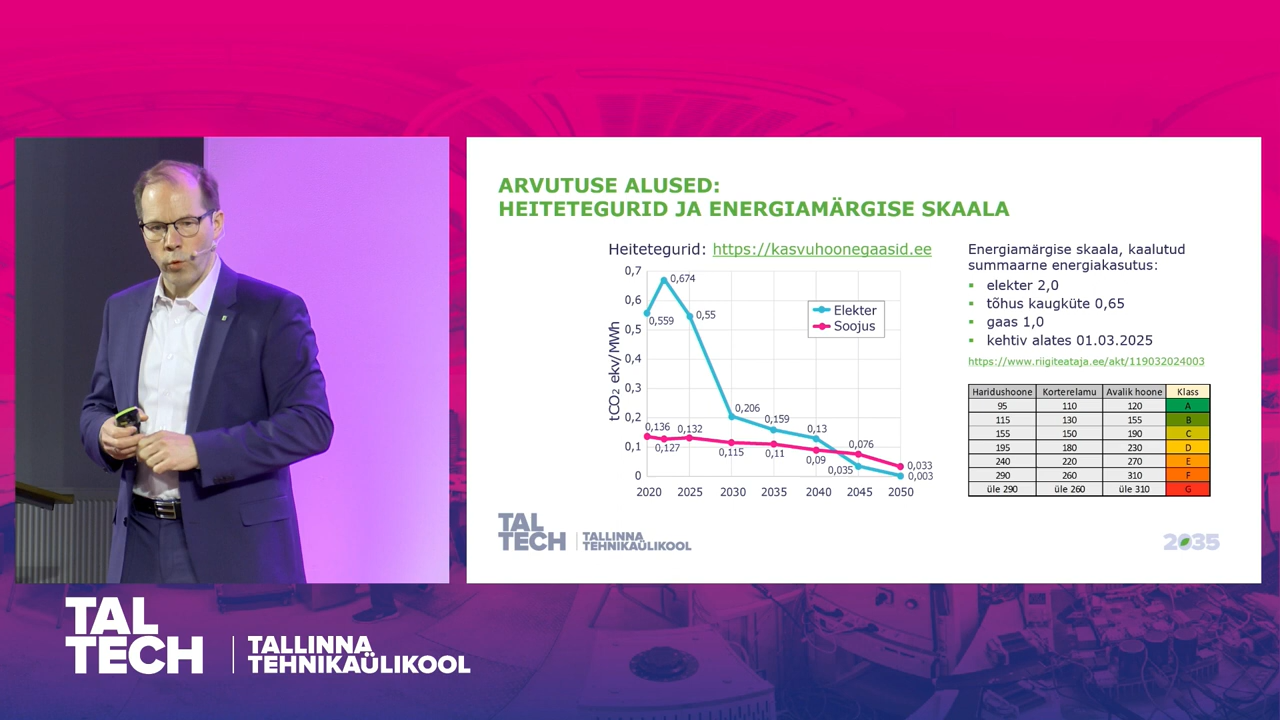 ARVUTUSE ALUSED:
HEITETEGURID JA ENERGIAMÄRGISE SKAALA
Heitetegurid: https://kasvuhoonegaasid.ee
tCO2 ekv/MWh
0,7
0,6
0,5
0,4
0,3
0,2
0,1
0
0,674
0,559
0,55
0,206
0,159
0,13
0,035
0,003
0,136
0,127
0,132
0,115
0,11
0,09
0,076
0,033
Elekter
Soojus
2020 2025 2030 2035 2040 2045 2050
Energiamärgise skaala, kaalutud
summaarne energiakasutus:
▪ elekter 2,0
▪ tõhus kaugküte 0,65
▪ gaas 1,0
▪ kehtiv alates 01.03.2025
https://www.riigiteataja.ee/akt/119032024003
Haridushoone Korterelamu Avalik hoone Klass
95 110 120 A
115 130 155 B
155 150 190 C
195 180 230 D
240 220 270 E
290 260 310 F
üle 290 üle 260 üle 310 G
TAL
TECH
TALLINNA
TEHNIKAÜLIKOOL
2035
TAL
TECH
TALLINNA
TEHNIKAÜLIKOOL